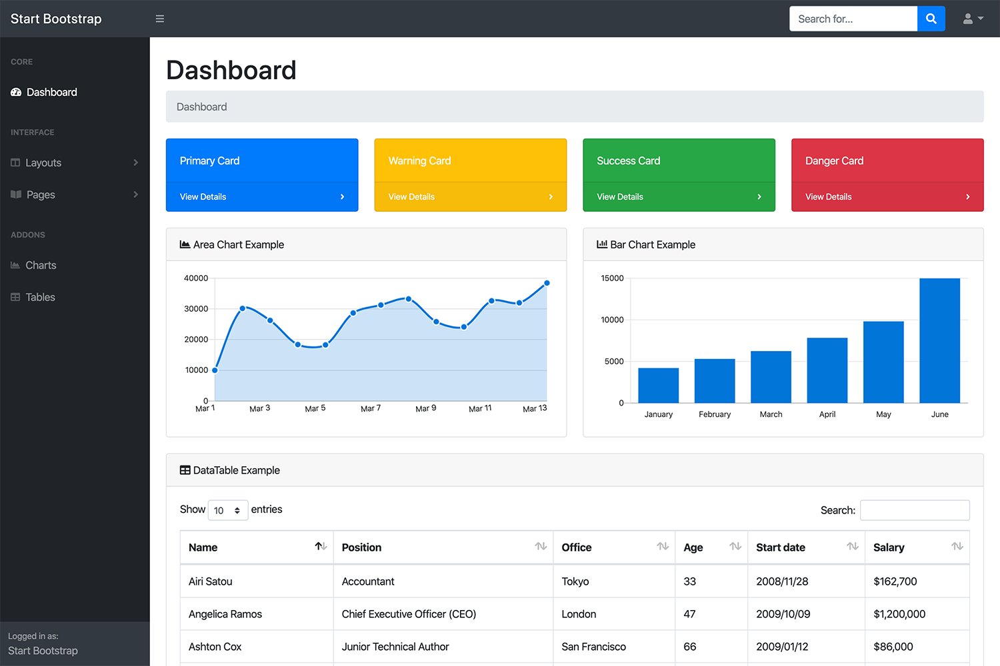 Start Bootstrap
Search for...
CORE
Dashboard
INTERFACE
Layouts
Pages
ADDONS
Charts
Tables
Logged in as:
Start Bootstrap
Dashboard
Dashboard
Primary Card
View Details
Warning Card
View Details
Success Card
View Details
Danger Card
View Details
Area Chart Example
40000
30000
20000
10000
0
Mar 1 Mar 3 Mar 5 Mar 7 Mar 9 Mar 11 Mar 13
Bar Chart Example
15000
10000
5000
0
January February March April May June
DataTable Example
Show 10 entries
Search:
Name Position Office Age Start date Salary
Airi Satou Accountant Tokyo 33 2008/11/28 $162,700
Angelica Ramos Chief Executive Officer (CEO) London 47 2009/10/09 $1,200,000
Ashton Cox Junior Technical Author San Francisco 66 2009/01/12 $86,000